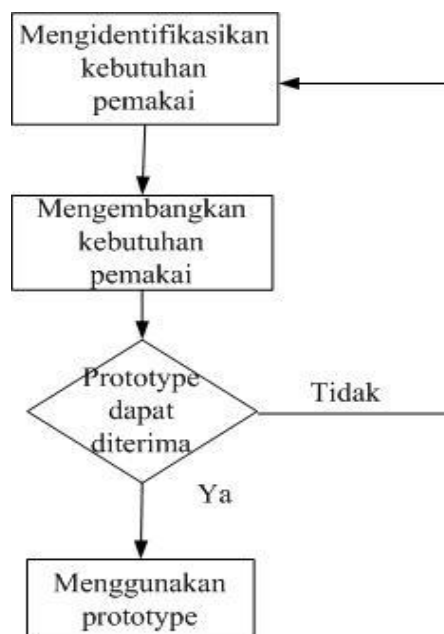 Mengidentifikasikan
kebutuhan
pemakai
Mengembangkan
kebutuhan
pemakai
Prototype
dapat
diterima
Tidak
Ya
Menggunakan
prototype